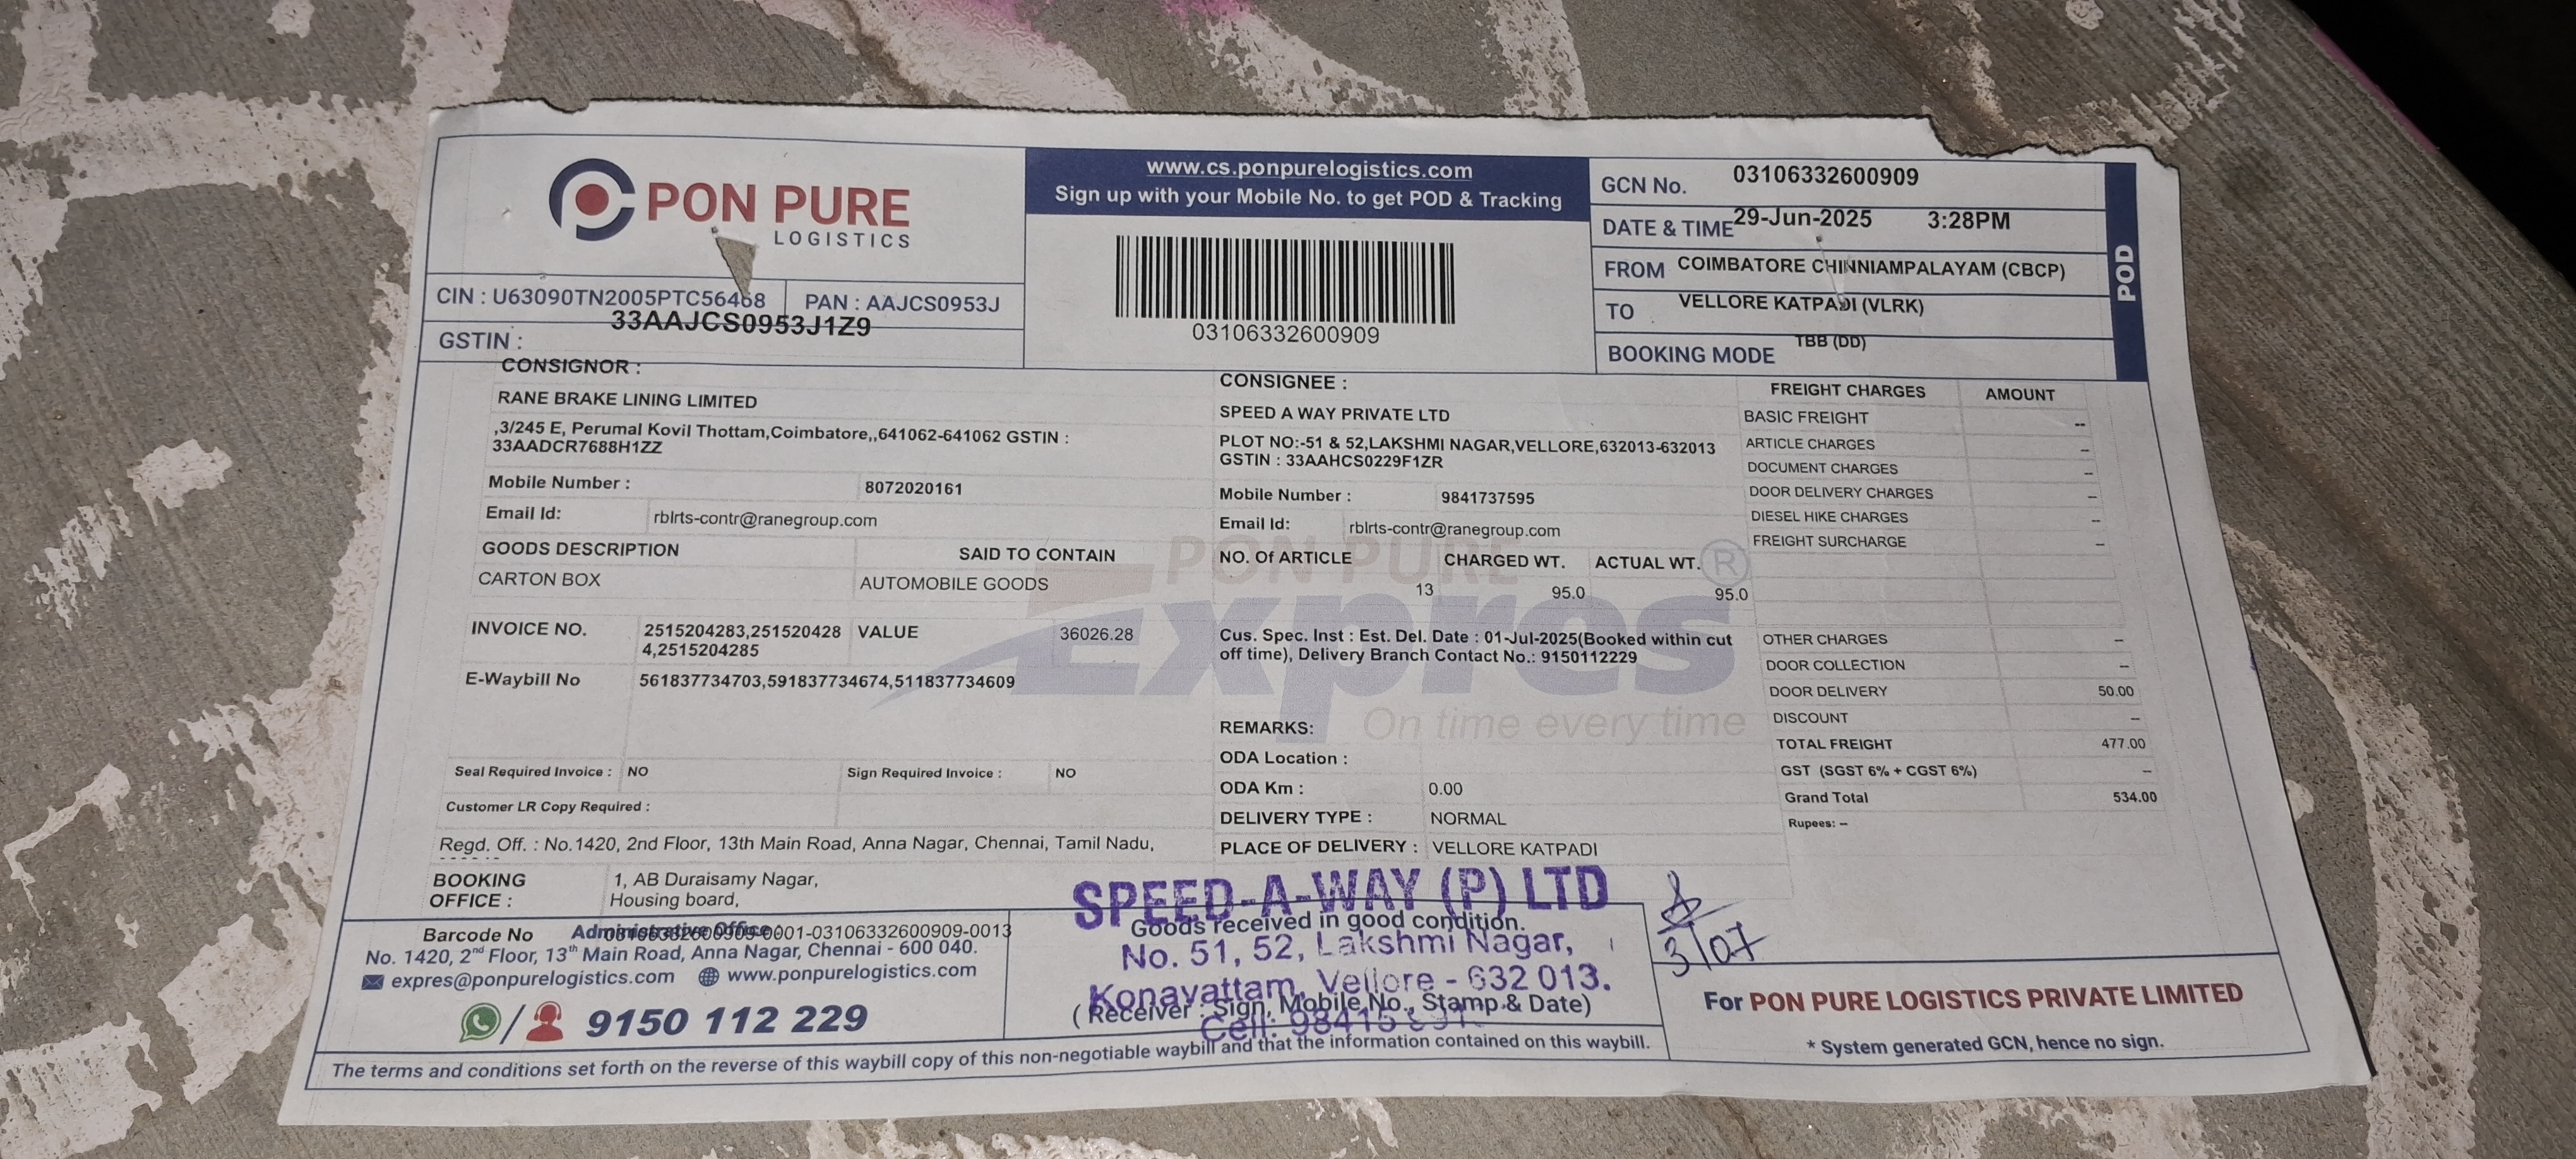 PON PURE
LOGISTICS
CIN : U63090TN2005PTC56468
PAN : AAJCS0953J
33AAJCS0953J1Z9
GSTIN :
www.cs.ponpurelogistics.com
Sign up with your Mobile No. to get POD & Tracking
03106332600909
GCN No. 03106332600909
DATE & TIME 29-Jun-2025 3:28PM
FROM COIMBATORE CHINNIAMPALAYAM (CBCP)
TO VELLORE KATPADI (VLRK)
BOOKING MODE TBB (DD)
POD
CONSIGNOR :
RANE BRAKE LINING LIMITED
,3/245 E, Perumal Kovil Thottam,Coimbatore,,641062-641062 GSTIN :
33AADCR7688H1ZZ
Mobile Number : 8072020161
Email Id: rblrts-contr@ranegroup.com
GOODS DESCRIPTION SAID TO CONTAIN
CARTON BOX AUTOMOBILE GOODS
INVOICE NO. 2515204283,251520428 VALUE 36026.28
4,2515204285
E-Waybill No 561837734703,591837734674,511837734609
Seal Required Invoice : NO Sign Required Invoice : NO
Customer LR Copy Required :
Regd. Off. : No.1420, 2nd Floor, 13th Main Road, Anna Nagar, Chennai, Tamil Nadu,
BOOKING 1, AB Duraisamy Nagar,
OFFICE : Housing board,
CONSIGNEE :
SPEED A WAY PRIVATE LTD
PLOT NO:-51 & 52,LAKSHMI NAGAR,VELLORE,632013-632013
GSTIN : 33AAHCS0229F1ZR
Mobile Number : 9841737595
Email Id: rblrts-contr@ranegroup.com
NO. Of ARTICLE CHARGED WT. ACTUAL WT.
13 95.0 95.0
PON PURE
Expres ®
On time every time
Cus. Spec. Inst : Est. Del. Date : 01-Jul-2025(Booked within cut
off time), Delivery Branch Contact No.: 9150112229
REMARKS:
ODA Location :
ODA Km : 0.00
DELIVERY TYPE : NORMAL
PLACE OF DELIVERY : VELLORE KATPADI
FREIGHT CHARGES AMOUNT
BASIC FREIGHT --
ARTICLE CHARGES --
DOCUMENT CHARGES --
DOOR DELIVERY CHARGES --
DIESEL HIKE CHARGES --
FREIGHT SURCHARGE --
OTHER CHARGES --
DOOR COLLECTION --
DOOR DELIVERY 50.00
DISCOUNT --
TOTAL FREIGHT 477.00
GST (SGST 6% + CGST 6%) --
Grand Total 534.00
Rupees: --
Barcode No 03106332600909-0001-03106332600909-0013
Administrative Office :
No. 1420, 2nd Floor, 13th Main Road, Anna Nagar, Chennai - 600 040.
expres@ponpurelogistics.com www.ponpurelogistics.com
9150 112 229
SPEED-A-WAY (P) LTD
Goods received in good condition.
No. 51, 52, Lakshmi Nagar,
Konavattam, Vellore - 632 013.
( Receiver : Sign, Mobile No., Stamp & Date)
Cell:
3/07
For PON PURE LOGISTICS PRIVATE LIMITED
* System generated GCN, hence no sign.
The terms and conditions set forth on the reverse of this waybill copy of this non-negotiable waybill and that the information contained on this waybill.